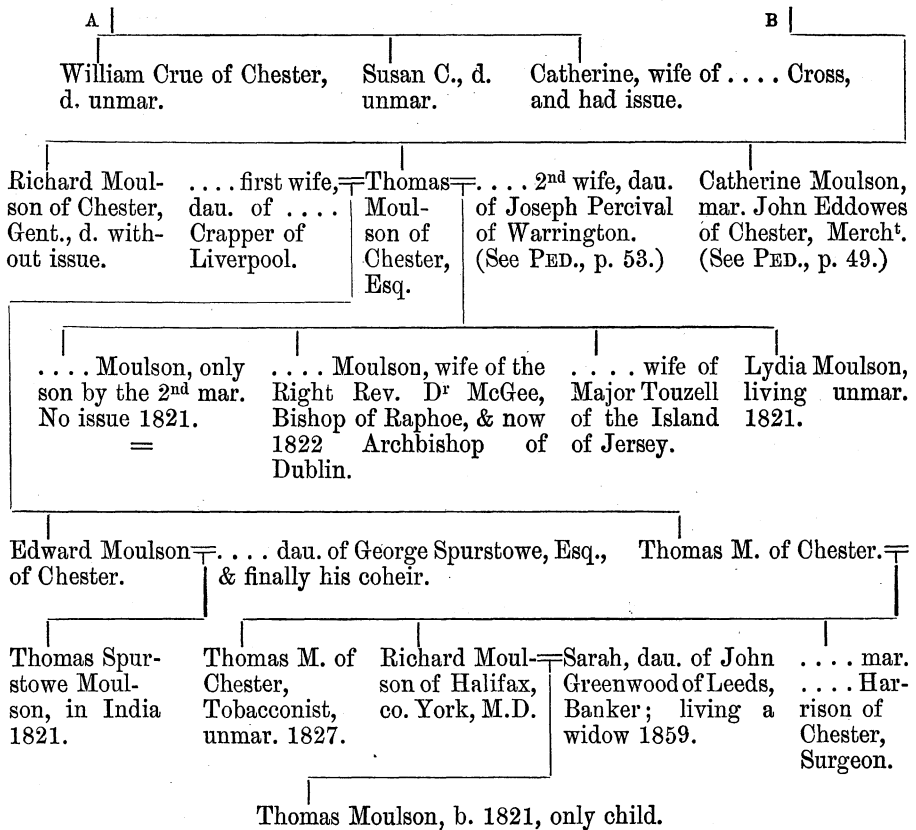 A B
William Crue of Chester,
d. unmar.
Susan C., d.
unmar.
Catherine, wife of . . . . Cross,
and had issue.
Richard Moul-
son of Chester,
Gent., d. with-
out issue.
. . . . first wife,
dau. of . . . .
Crapper of
Liverpool.
Thomas
Moul-
son of
Chester,
Esq.
. . . . 2nd wife, dau.
of Joseph Percival
of Warrington.
(See PED., p. 53.)
Catherine Moulson,
mar. John Eddowes
of Chester, Mercht.
(See PED., p. 49.)
. . . . Moulson, only
son by the 2nd mar.
No issue 1821.
=
. . . . Moulson, wife of the
Right Rev. Dr McGee,
Bishop of Raphoe, & now
1822 Archbishop of
Dublin.
. . . . wife of
Major Touzell
of the Island
of Jersey.
Lydia Moulson,
living unmar.
1821.
Edward Moulson
of Chester.
. . . . dau. of George Spurstowe, Esq.,
& finally his coheir.
Thomas M. of Chester.
Thomas Spur-
stowe Moul-
son, in India
1821.
Thomas M. of
Chester,
Tobacconist,
unmar. 1827.
Richard Moul-
son of Halifax,
co. York, M.D.
Sarah, dau. of John
Greenwood of Leeds,
Banker; living a
widow 1859.
. . . . mar.
. . . . Har-
rison of
Chester,
Surgeon.
Thomas Moulson, b. 1821, only child.